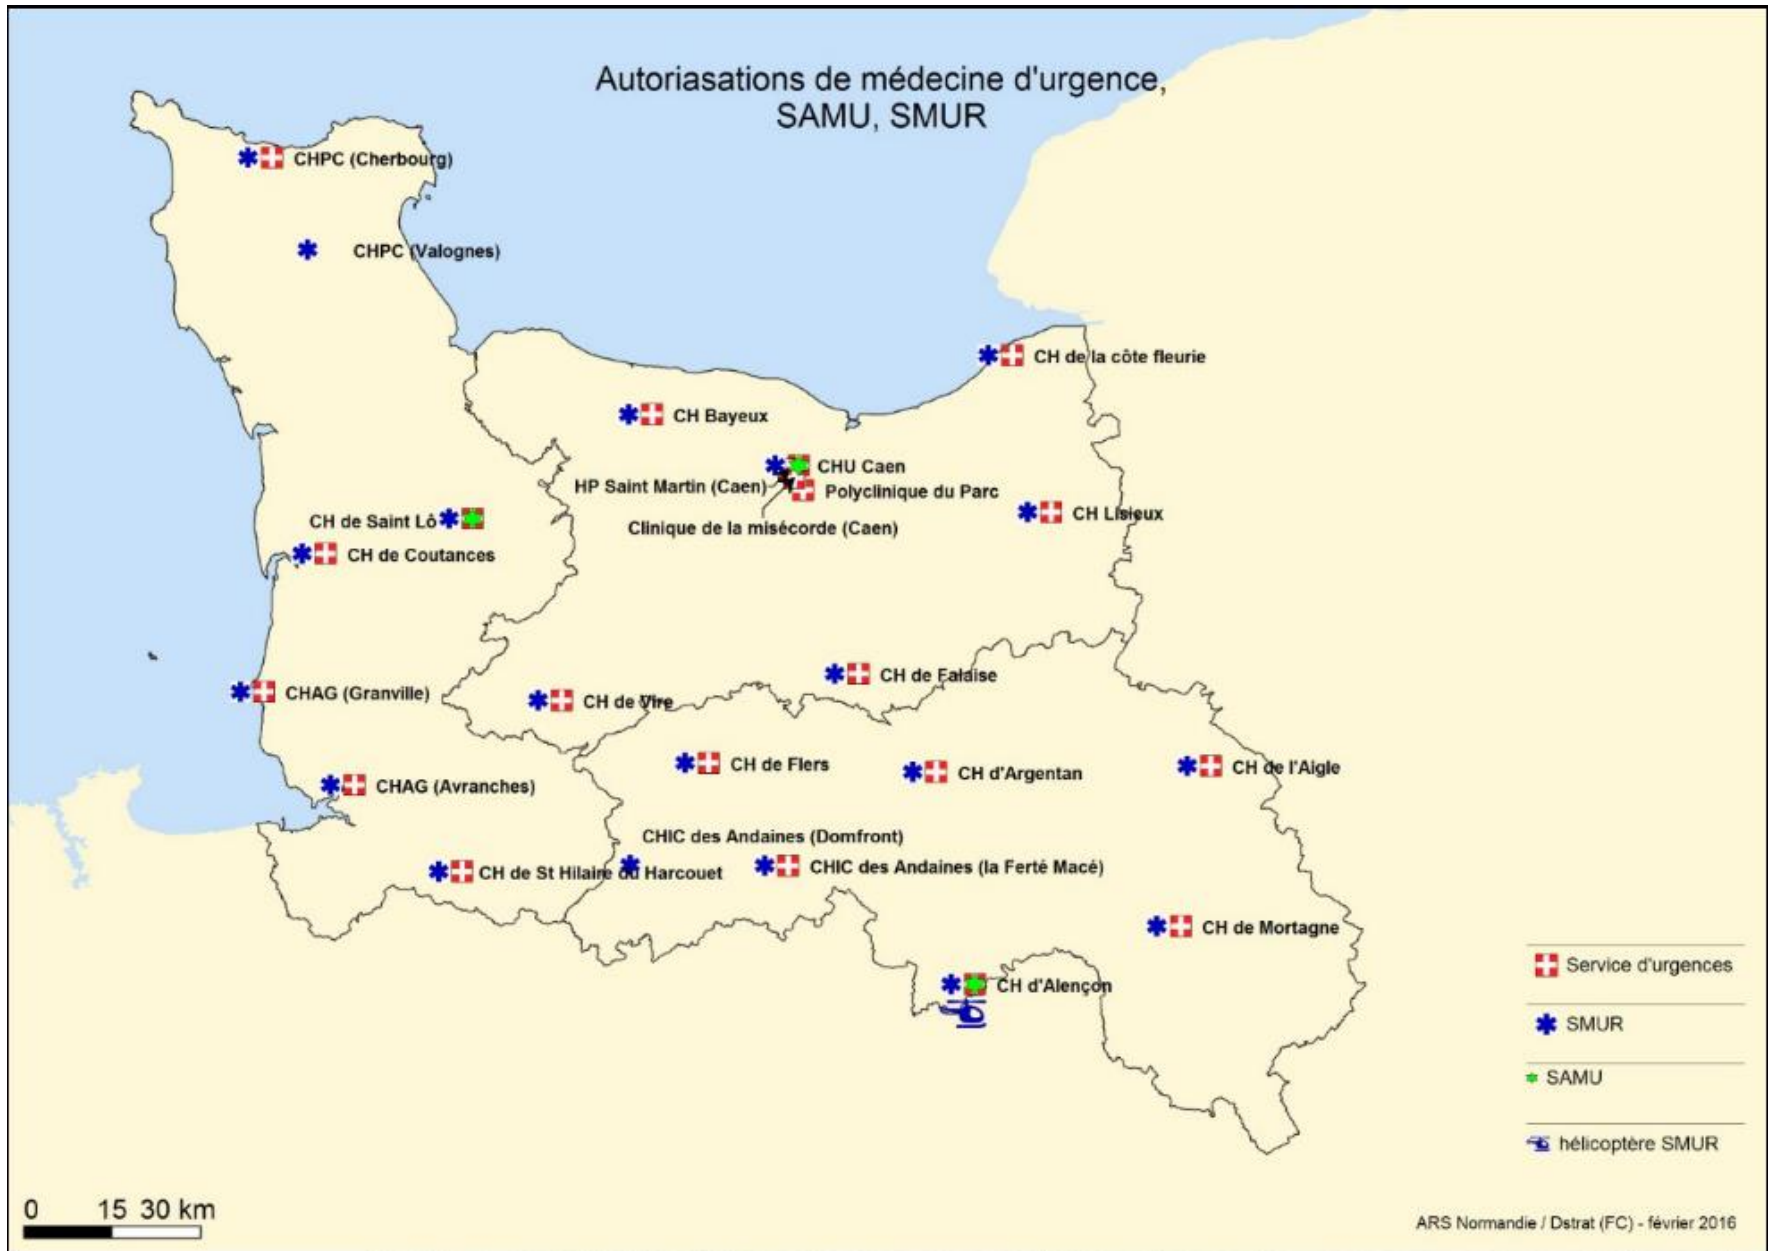 Autoriasations de médecine d'urgence,
SAMU, SMUR
CHPC (Cherbourg)
CHPC (Valognes)
CH de la côte fleurie
CH Bayeux
CHU Caen
HP Saint Martin (Caen)
Polyclinique du Parc
CH Lisieux
Clinique de la misécorde (Caen)
CH de Saint Lô
CH de Coutances
CH de Falaise
CHAG (Granville)
CH de Vire
CH de Flers
CH d'Argentan
CH de l'Aigle
CHAG (Avranches)
CHIC des Andaines (Domfront)
CHIC des Andaines (la Ferté Macé)
CH de St Hilaire du Harcouet
CH de Mortagne
CH d'Alençon
Service d'urgences
SMUR
SAMU
hélicoptère SMUR
0 15 30 km
ARS Normandie / Dstrat (FC) - février 2016